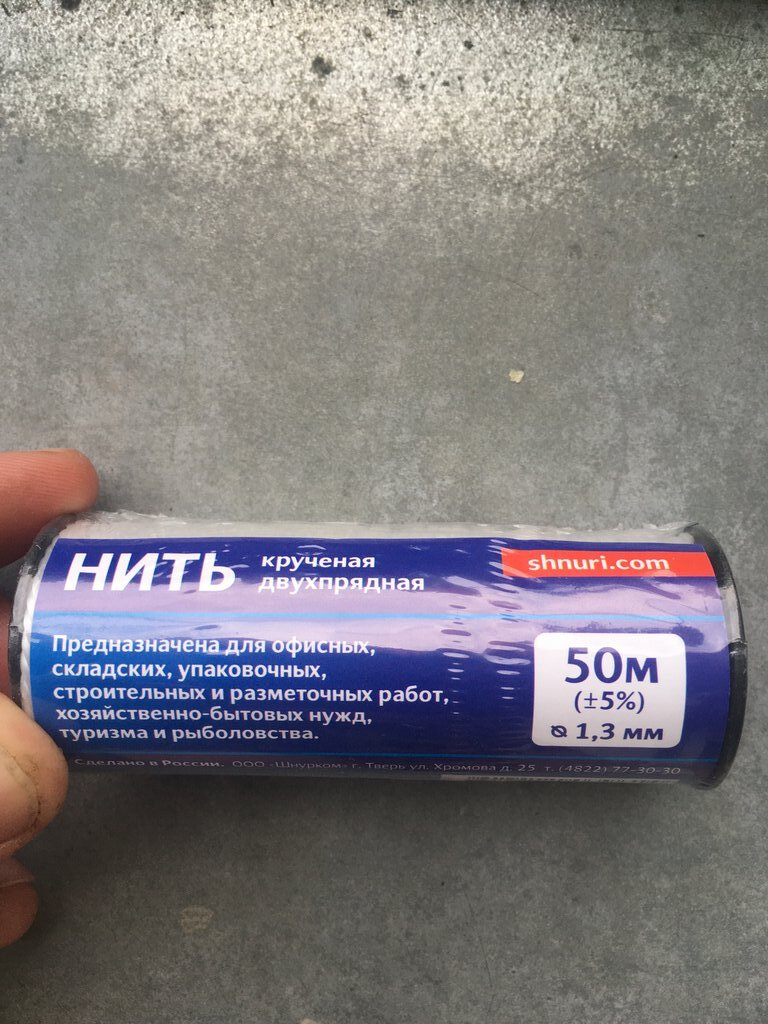 НИТЬ
крученая
двухпрядная
shnuri.com
Предназначена для офисных,
складских, упаковочных,
строительных и разметочных работ,
хозяйственно-бытовых нужд,
туризма и рыболовства.
50м
(±5%)
⌀ 1,3 мм
Сделано в России. ООО «Шнурком» г. Тверь ул. Хромова д. 25 т. (4822) 77-30-30